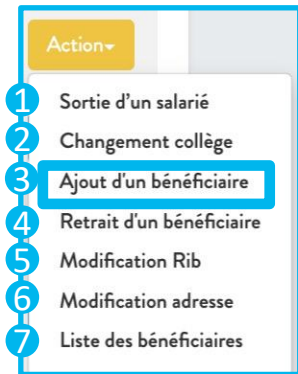 Action
1 Sortie d'un salarié
2 Changement collège
3 Ajout d'un bénéficiaire
4 Retrait d'un bénéficiaire
5 Modification Rib
6 Modification adresse
7 Liste des bénéficiaires